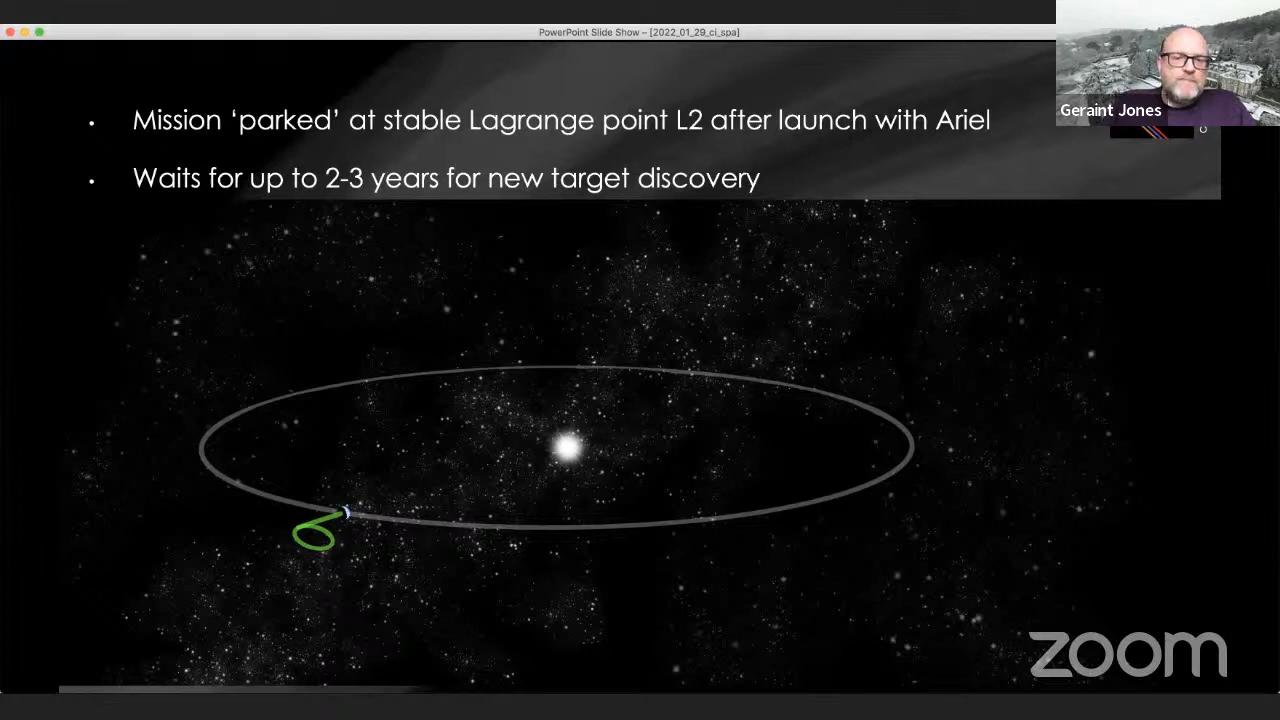 PowerPoint Slide Show – [2022_01_29_ci_spa]
Geraint Jones
• Mission ‘parked’ at stable Lagrange point L2 after launch with Ariel
• Waits for up to 2-3 years for new target discovery
zoom